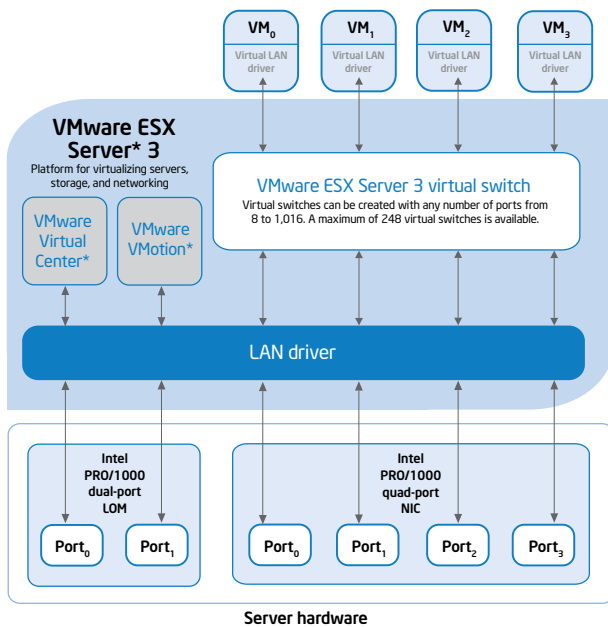 VM0
VM1
VM2
VM3
Virtual LAN
driver
Virtual LAN
driver
Virtual LAN
driver
Virtual LAN
driver
VMware ESX
Server* 3
Platform for virtualizing servers,
storage, and networking
VMware
Virtual
Center*
VMware
VMotion*
VMware ESX Server 3 virtual switch
Virtual switches can be created with any number of ports from
8 to 1,016. A maximum of 248 virtual switches is available.
LAN driver
Intel
PRO/1000
dual-port
LOM
Port0
Port1
Intel
PRO/1000
quad-port
NIC
Port0
Port1
Port2
Port3
Server hardware